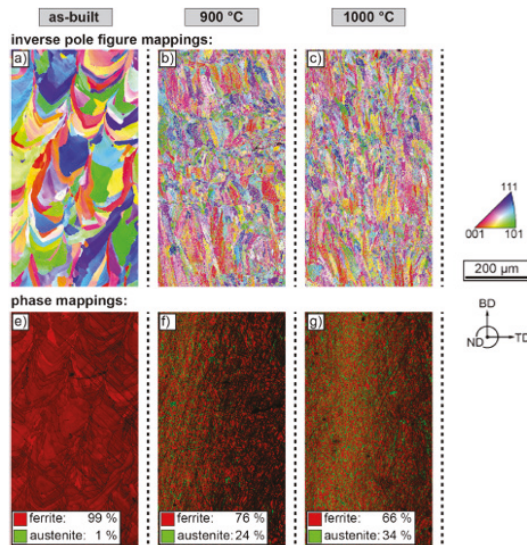 as-built 900 °C 1000 °C
inverse pole figure mappings:
a) b) c)
111
001 101
200 µm
phase mappings:
e) f) g)
BD
ND TD
ferrite: 99 % ferrite: 76 % ferrite: 66 %
austenite: 1 % austenite: 24 % austenite: 34 %